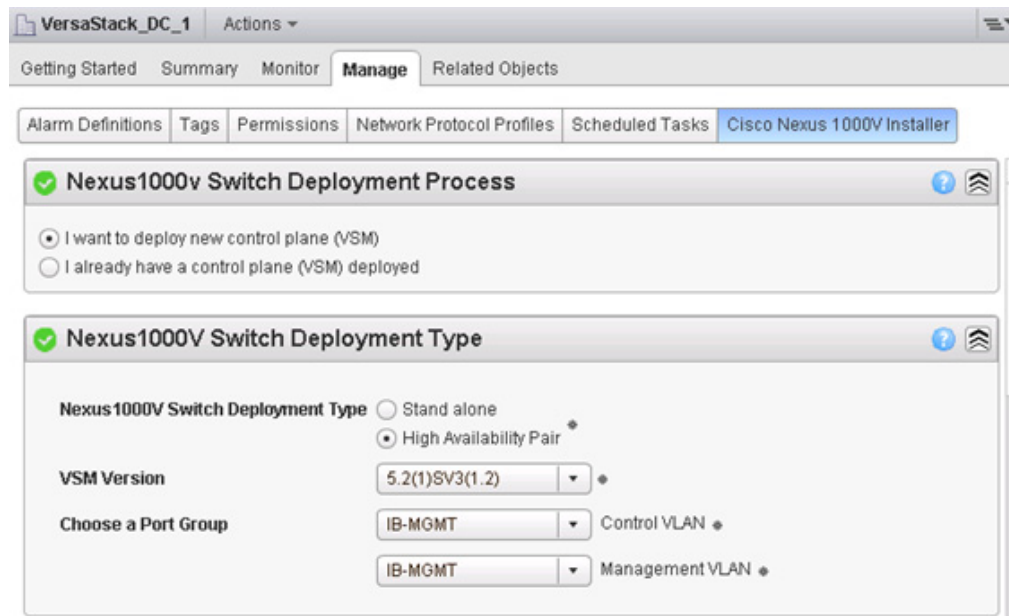 VersaStack_DC_1 Actions
Getting Started Summary Monitor Manage Related Objects
Alarm Definitions Tags Permissions Network Protocol Profiles Scheduled Tasks Cisco Nexus 1000V Installer
Nexus1000v Switch Deployment Process ?
I want to deploy new control plane (VSM)
I already have a control plane (VSM) deployed
Nexus1000V Switch Deployment Type ?
Nexus1000V Switch Deployment Type Stand alone
High Availability Pair
VSM Version 5.2(1)SV3(1.2)
Choose a Port Group IB-MGMT Control VLAN
IB-MGMT Management VLAN